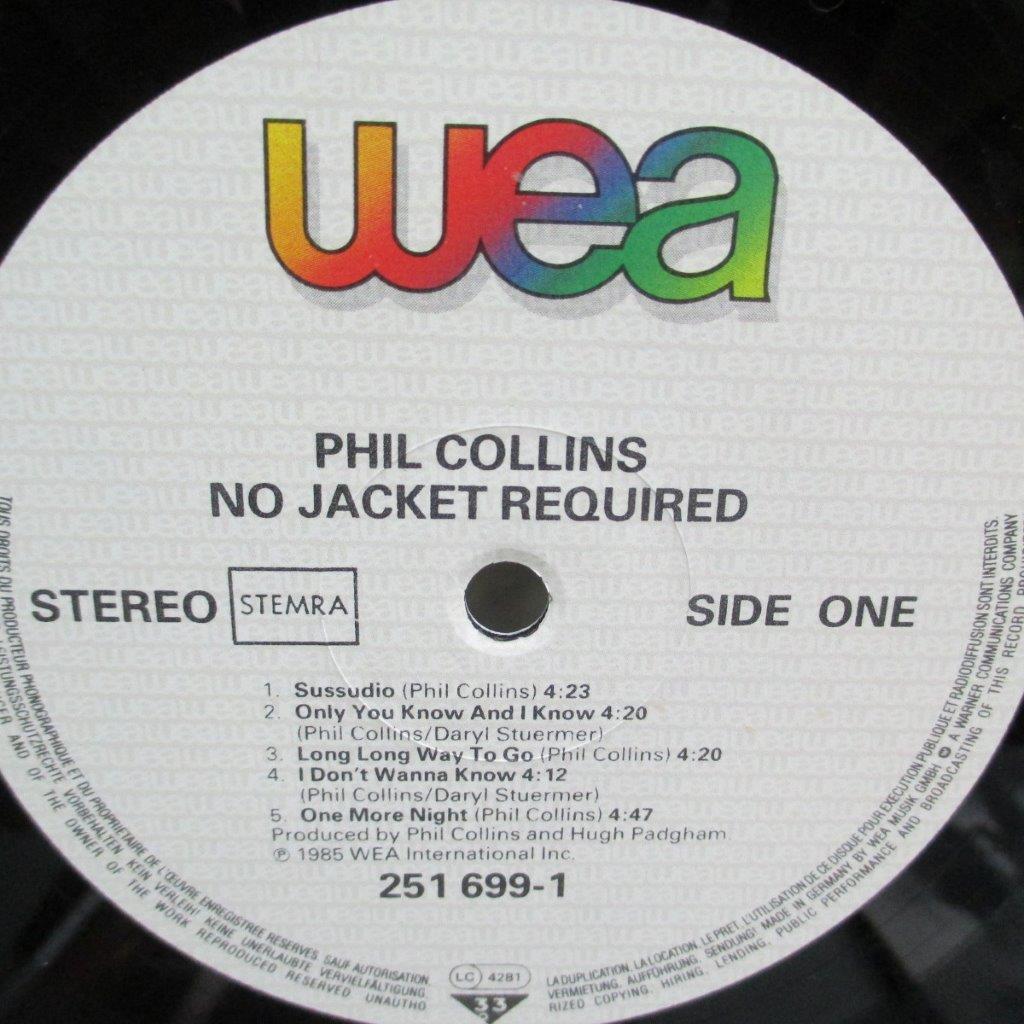 wea
PHIL COLLINS
NO JACKET REQUIRED
STEREO STEMRA SIDE ONE
1. Sussudio (Phil Collins) 4:23
2. Only You Know And I Know 4:20
(Phil Collins/Daryl Stuermer)
3. Long Long Way To Go (Phil Collins) 4:20
4. I Don't Wanna Know 4:12
(Phil Collins/Daryl Stuermer)
5. One More Night (Phil Collins) 4:47
Produced by Phil Collins and Hugh Padgham.
℗ 1985 WEA International Inc.
251 699-1
TOUS DROITS DU PRODUCTEUR PHONOGRAPHIQUE ET DU PROPRIETAIRE DE L'ŒUVRE ENREGISTREE RESERVES. SAUF AUTORISATION,
LEISTUNGSSCHUTZRECHTE VORBEHALTEN KEIN VERLEIH! KEINE UNERLAUBTE VERVIELFÄLTIGUNG,
AND OF THE OWNER OF THE WORK REPRODUCED RESERVED UNAUTHO
LC 4281
33
LA DUPLICATION, LA LOCATION, LE PRET, L'UTILISATION DE CE DISQUE POUR EXECUTION PUBLIQUE ET RADIODIFFUSION SONT INTERDITS.
VERMIETUNG, AUFFÜHRUNG, SENDUNG! MADE IN GERMANY BY WEA MUSIK GMBH A WARNER COMMUNICATIONS COMPANY
RIZED COPYING, HIRING, LENDING, PUBLIC PERFORMANCE AND BROADCASTING OF THIS RECORD